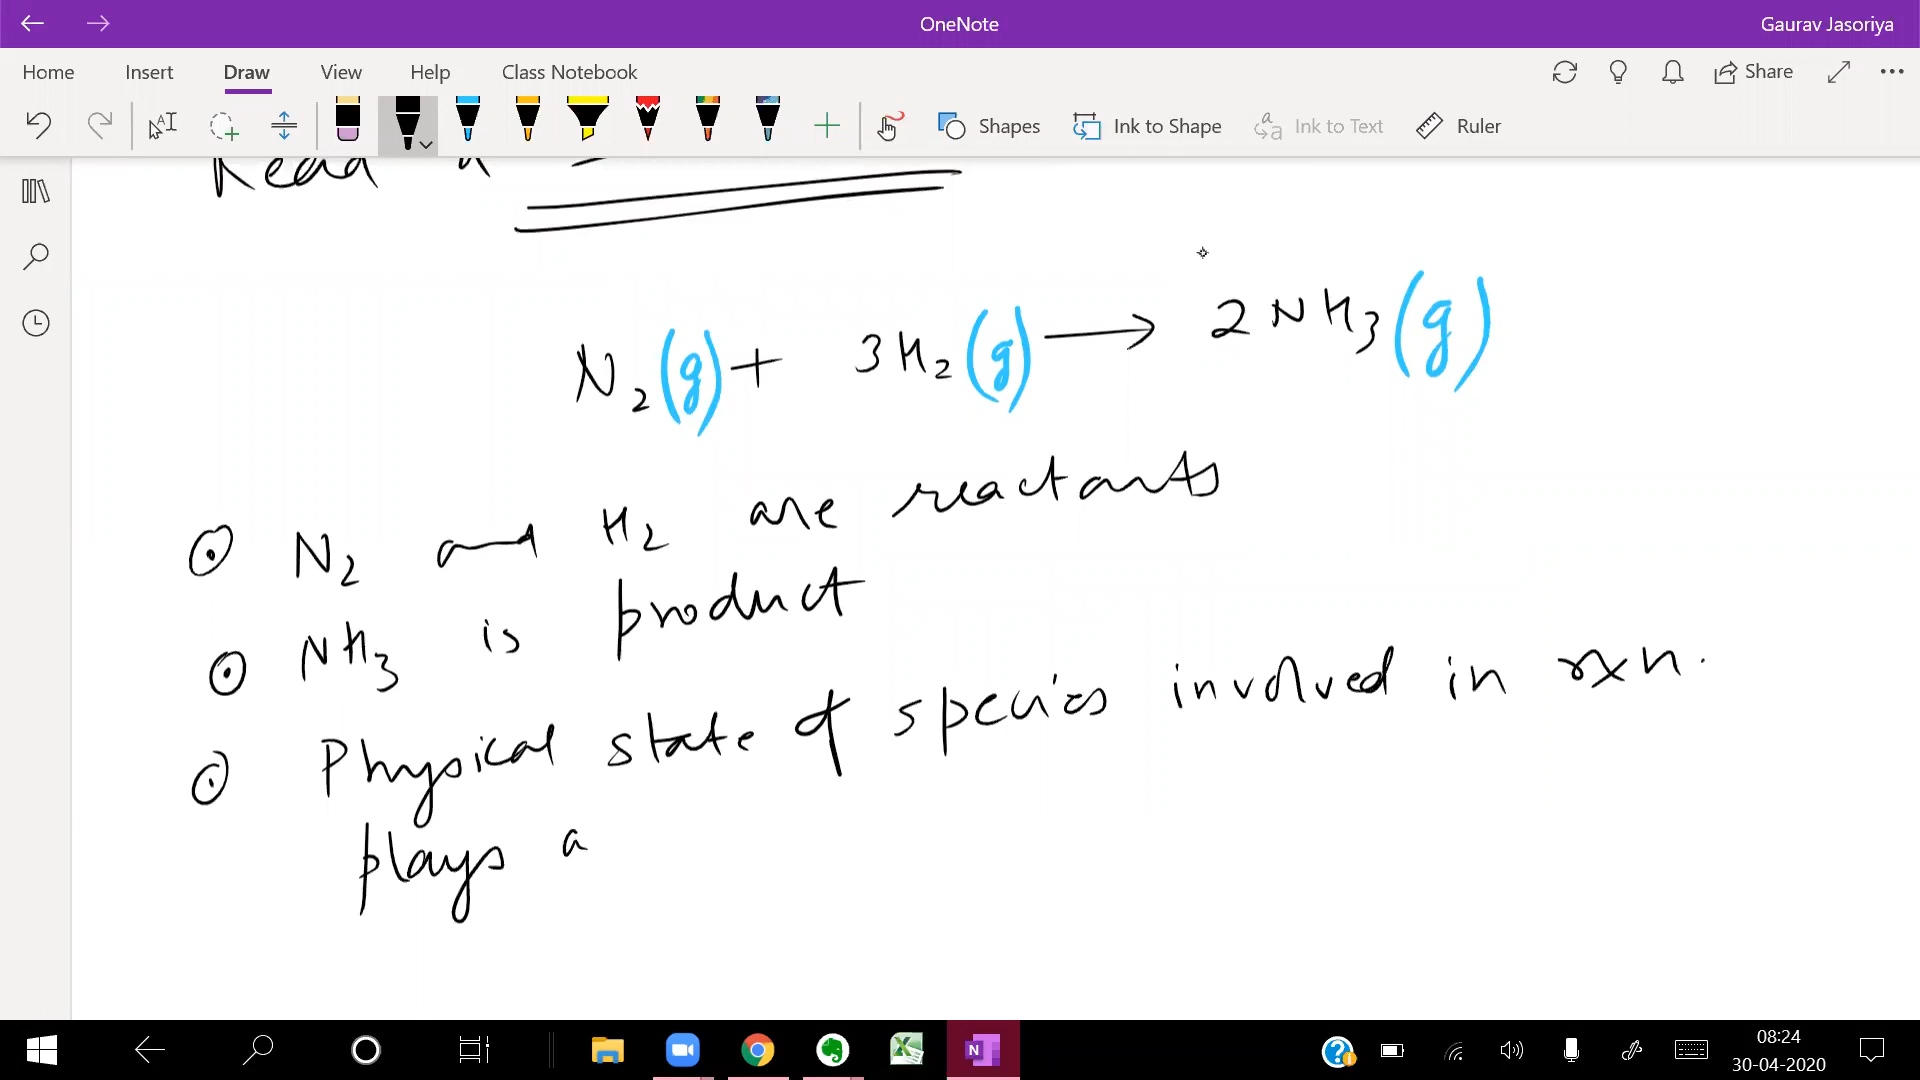 OneNote
Gaurav Jasoriya
Home Insert Draw View Help Class Notebook Share
Shapes Ink to Shape Ink to Text Ruler
Read a
N₂(g) + 3H₂(g) → 2NH₃(g)
⊙ N₂ and H₂ are reactants
⊙ NH₃ is product
⊙ Physical state of species involved in rxn.
plays a
08:24
30-04-2020